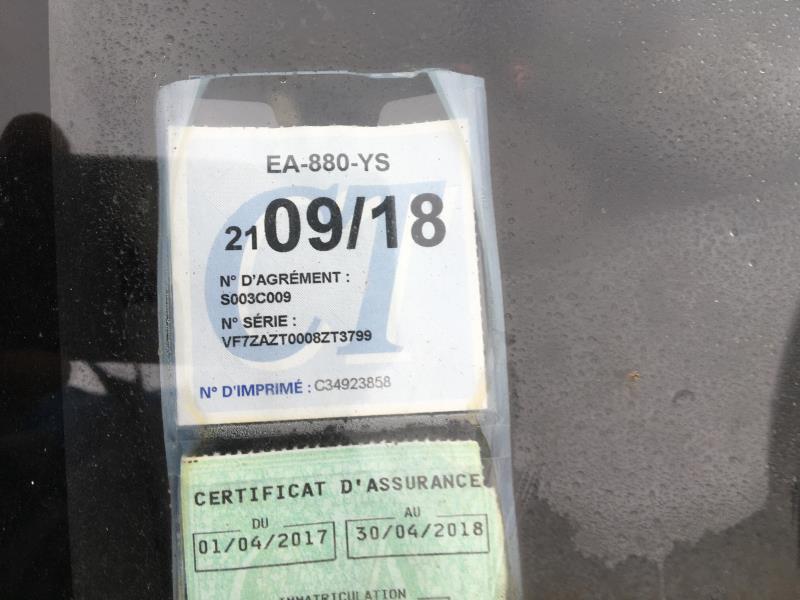 EA-880-YS
CT
21 09/18
N° D'AGRÉMENT :
S003C009
N° SÉRIE :
VF7ZAZT0008ZT3799
N° D'IMPRIMÉ : C34923858
CERTIFICAT D'ASSURANCE
DU AU
01/04/2017 30/04/2018
IMMATRICULATION